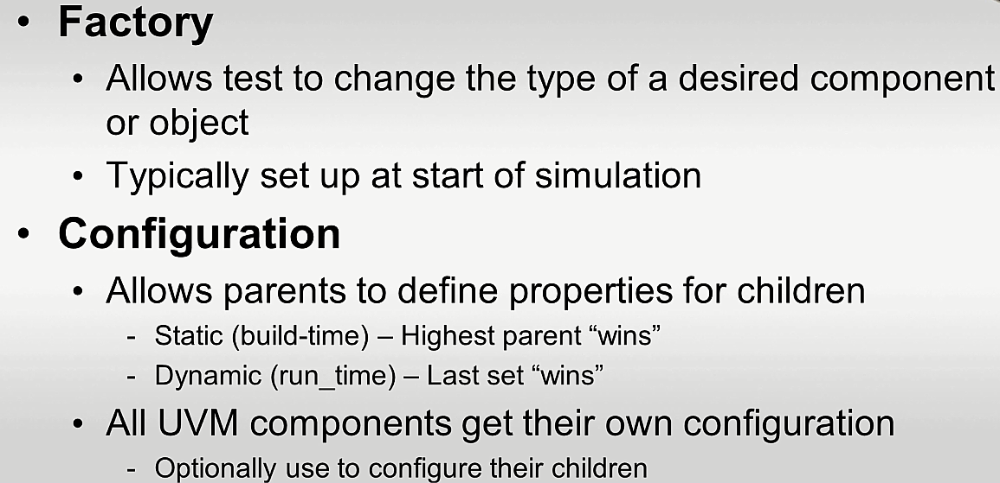 • Factory
• Allows test to change the type of a desired component
or object
• Typically set up at start of simulation
• Configuration
• Allows parents to define properties for children
- Static (build-time) – Highest parent “wins”
- Dynamic (run_time) – Last set “wins”
• All UVM components get their own configuration
- Optionally use to configure their children